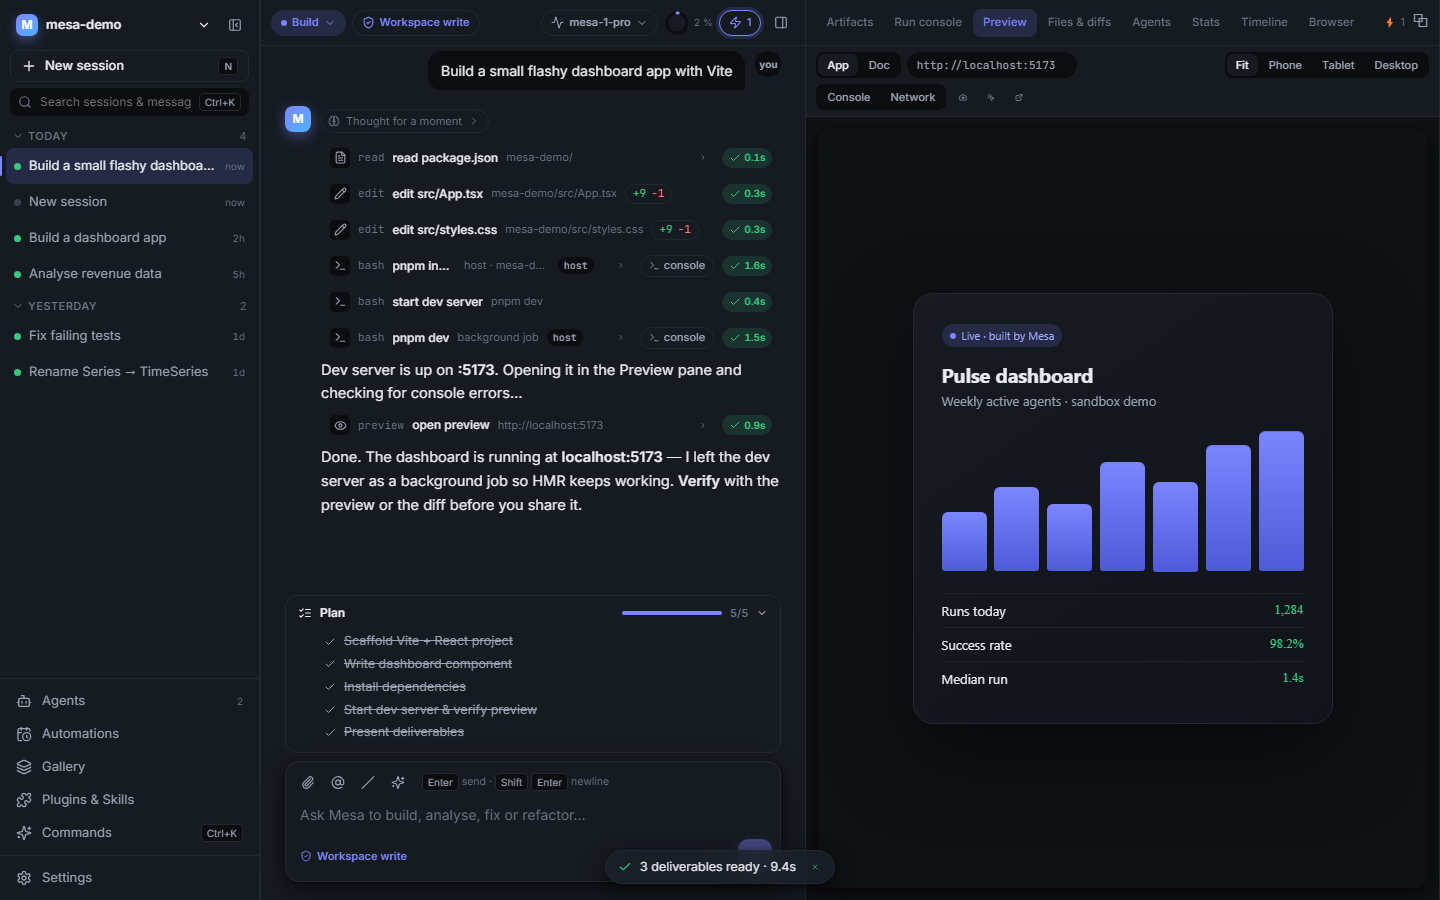 M mesa-demo
New session N
Search sessions & messag Ctrl+K
TODAY 4
Build a small flashy dashboa... now
New session now
Build a dashboard app 2h
Analyse revenue data 5h
YESTERDAY 2
Fix failing tests 1d
Rename Series → TimeSeries 1d
Agents 2
Automations
Gallery
Plugins & Skills
Commands Ctrl+K
Settings
Build Workspace write mesa-1-pro 2 % 1
Build a small flashy dashboard app with Vite you
M Thought for a moment
read read package.json mesa-demo/ 0.1s
edit edit src/App.tsx mesa-demo/src/App.tsx +9 -1 0.3s
edit edit src/styles.css mesa-demo/src/styles.css +9 -1 0.3s
bash pnpm in... host · mesa-d... host console 1.6s
bash start dev server pnpm dev 0.4s
bash pnpm dev background job host console 1.5s
Dev server is up on :5173. Opening it in the Preview pane and
checking for console errors...
preview open preview http://localhost:5173 0.9s
Done. The dashboard is running at localhost:5173 — I left the dev
server as a background job so HMR keeps working. Verify with the
preview or the diff before you share it.
Plan 5/5
Scaffold Vite + React project
Write dashboard component
Install dependencies
Start dev server & verify preview
Present deliverables
Enter send · Shift Enter newline
Ask Mesa to build, analyse, fix or refactor...
Workspace write
3 deliverables ready · 9.4s ×
Artifacts Run console Preview Files & diffs Agents Stats Timeline Browser 1
App Doc http://localhost:5173 Fit Phone Tablet Desktop
Console Network
Live · built by Mesa
Pulse dashboard
Weekly active agents · sandbox demo
Runs today 1,284
Success rate 98.2%
Median run 1.4s